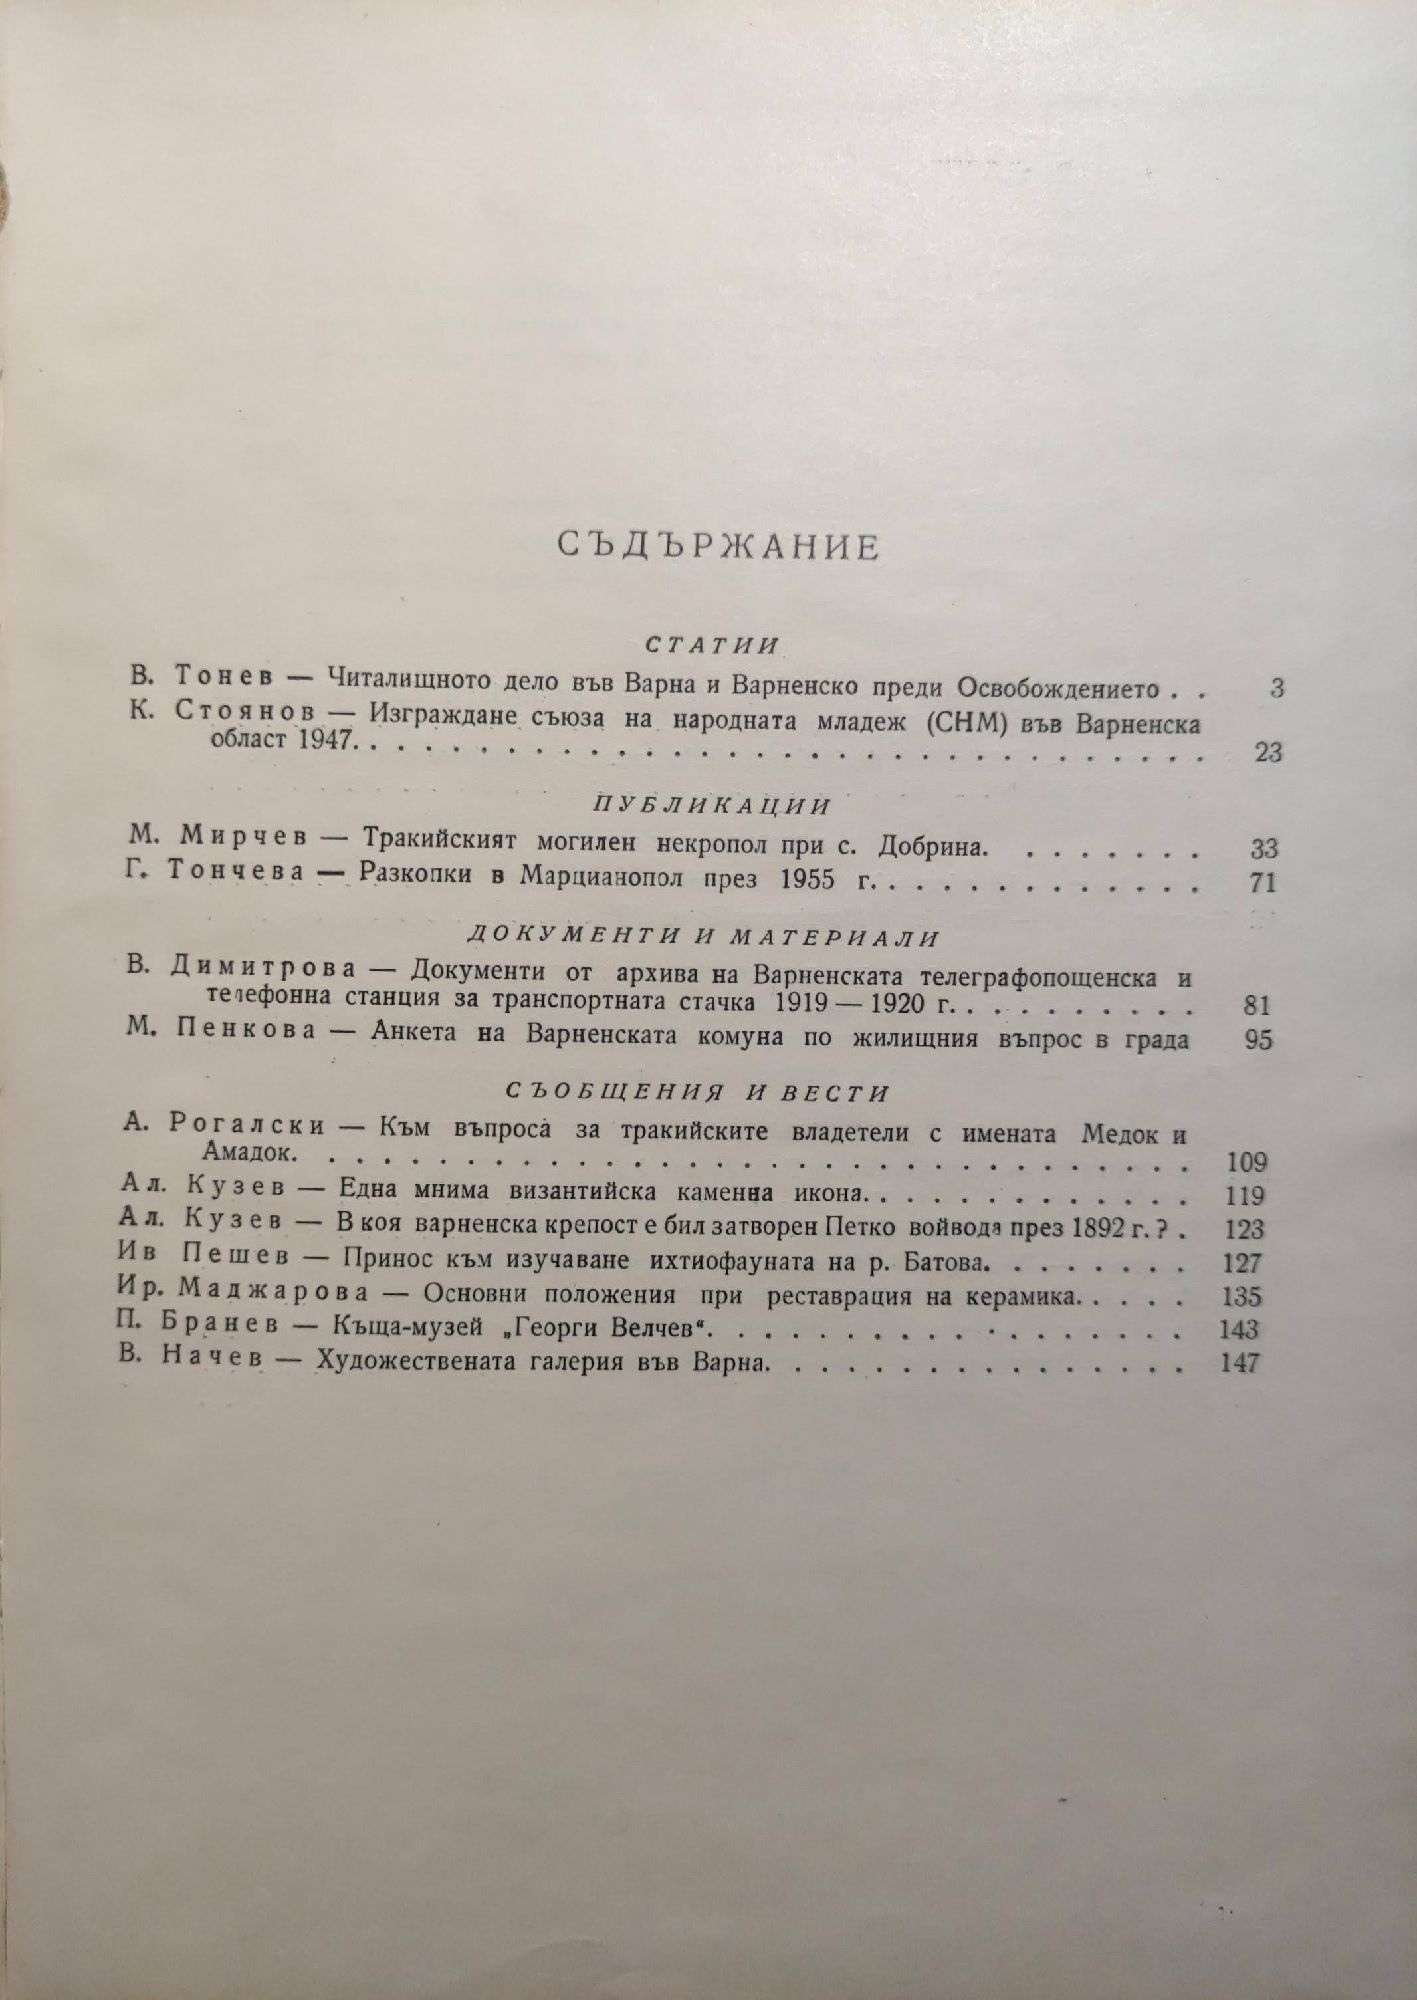 СЪДЪРЖАНИЕ
СТАТИИ
В. Тонев — Читалищното дело във Варна и Варненско преди Освобождението . . 3
К. Стоянов — Изграждане съюза на народната младеж (СНМ) във Варненска
област 1947. . . . . . . . . . . . . . . . . . . . . . . . . . . . . . . . 23
ПУБЛИКАЦИИ
М. Мирчев — Тракийският могилен некропол при с. Добрина. . . . . . . . 33
Г. Тончева — Разкопки в Марцианопол през 1955 г. . . . . . . . . . . . . 71
ДОКУМЕНТИ И МАТЕРИАЛИ
В. Димитрова — Документи от архива на Варненската телеграфопощенска и
телефонна станция за транспортната стачка 1919 — 1920 г. . . . . . . . . . 81
М. Пенкова — Анкета на Варненската комуна по жилищния въпрос в града 95
СЪОБЩЕНИЯ И ВЕСТИ
А. Рогалски — Към въпроса за тракийските владетели с имената Медок и
Амадок. . . . . . . . . . . . . . . . . . . . . . . . . . . . . . . . . 109
Ал. Кузев — Една мнима византийска каменна икона. . . . . . . . . . . . . 119
Ал. Кузев — В коя варненска крепост е бил затворен Петко войвода през 1892 г. ? . 123
Ив Пешев — Принос към изучаване ихтиофауната на р. Батова. . . . . . . . 127
Ир. Маджарова — Основни положения при реставрация на керамика. . . . . 135
П. Бранев — Къща-музей „Георги Велчев“. . . . . . . . . . . . . . . . . . 143
В. Начев — Художествената галерия във Варна. . . . . . . . . . . . . . . . 147